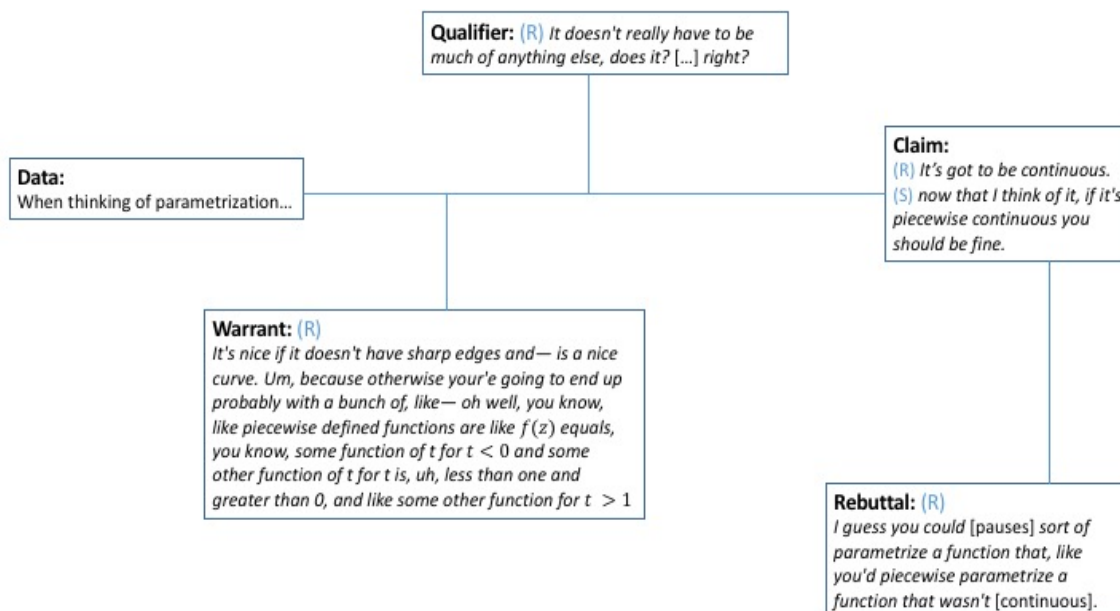 Qualifier: (R) It doesn't really have to be
much of anything else, does it? [...] right?
Data:
When thinking of parametrization...
Claim:
(R) It's got to be continuous.
(S) now that I think of it, if it's
piecewise continuous you
should be fine.
Warrant: (R)
It's nice if it doesn't have sharp edges and— is a nice
curve. Um, because otherwise your'e going to end up
probably with a bunch of, like— oh well, you know,
like piecewise defined functions are like f(z) equals,
you know, some function of t for t < 0 and some
other function of t for t is, uh, less than one and
greater than 0, and like some other function for t > 1
Rebuttal: (R)
I guess you could [pauses] sort of
parametrize a function that, like
you'd piecewise parametrize a
function that wasn't [continuous].